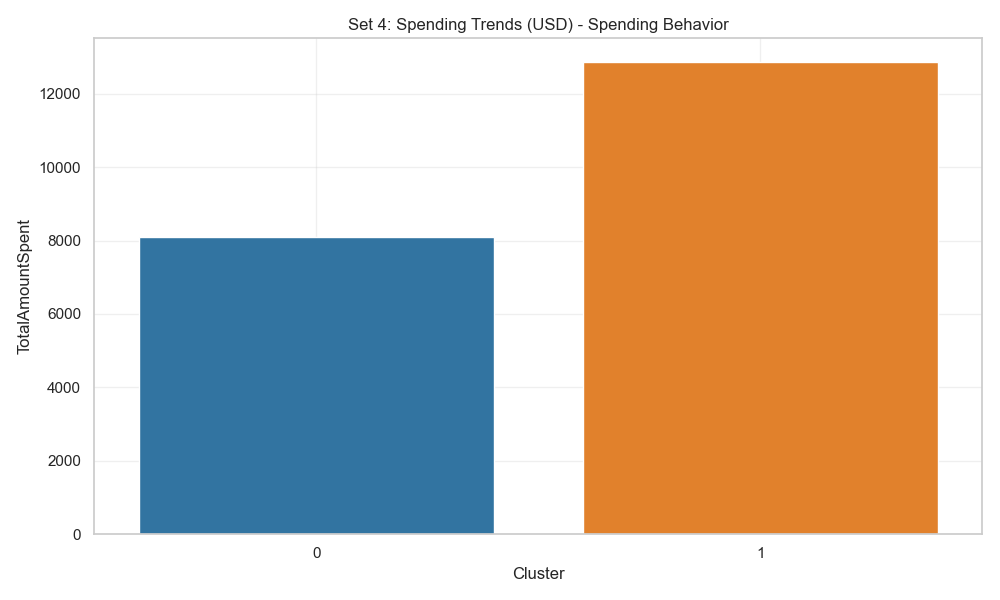 Set 4: Spending Trends (USD) - Spending Behavior
TotalAmountSpent
12000
10000
8000
6000
4000
2000
0
0 1
Cluster